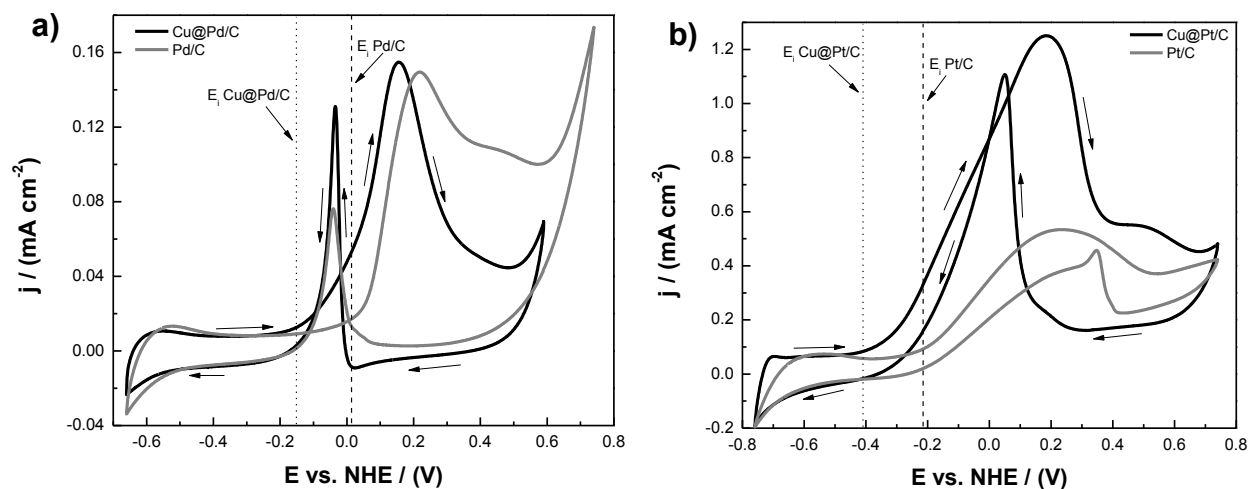 a)
Cu@Pd/C
Pd/C
E_i Pd/C
E_i Cu@Pd/C
0.16
0.12
0.08
0.04
0.00
-0.04
j / (mA cm⁻²)
-0.6 -0.4 -0.2 0.0 0.2 0.4 0.6 0.8
E vs. NHE / (V)
b)
Cu@Pt/C
Pt/C
E_i Cu@Pt/C
E_i Pt/C
1.2
1.0
0.8
0.6
0.4
0.2
0.0
-0.2
j / (mA cm⁻²)
-0.8 -0.6 -0.4 -0.2 0.0 0.2 0.4 0.6 0.8
E vs. NHE / (V)